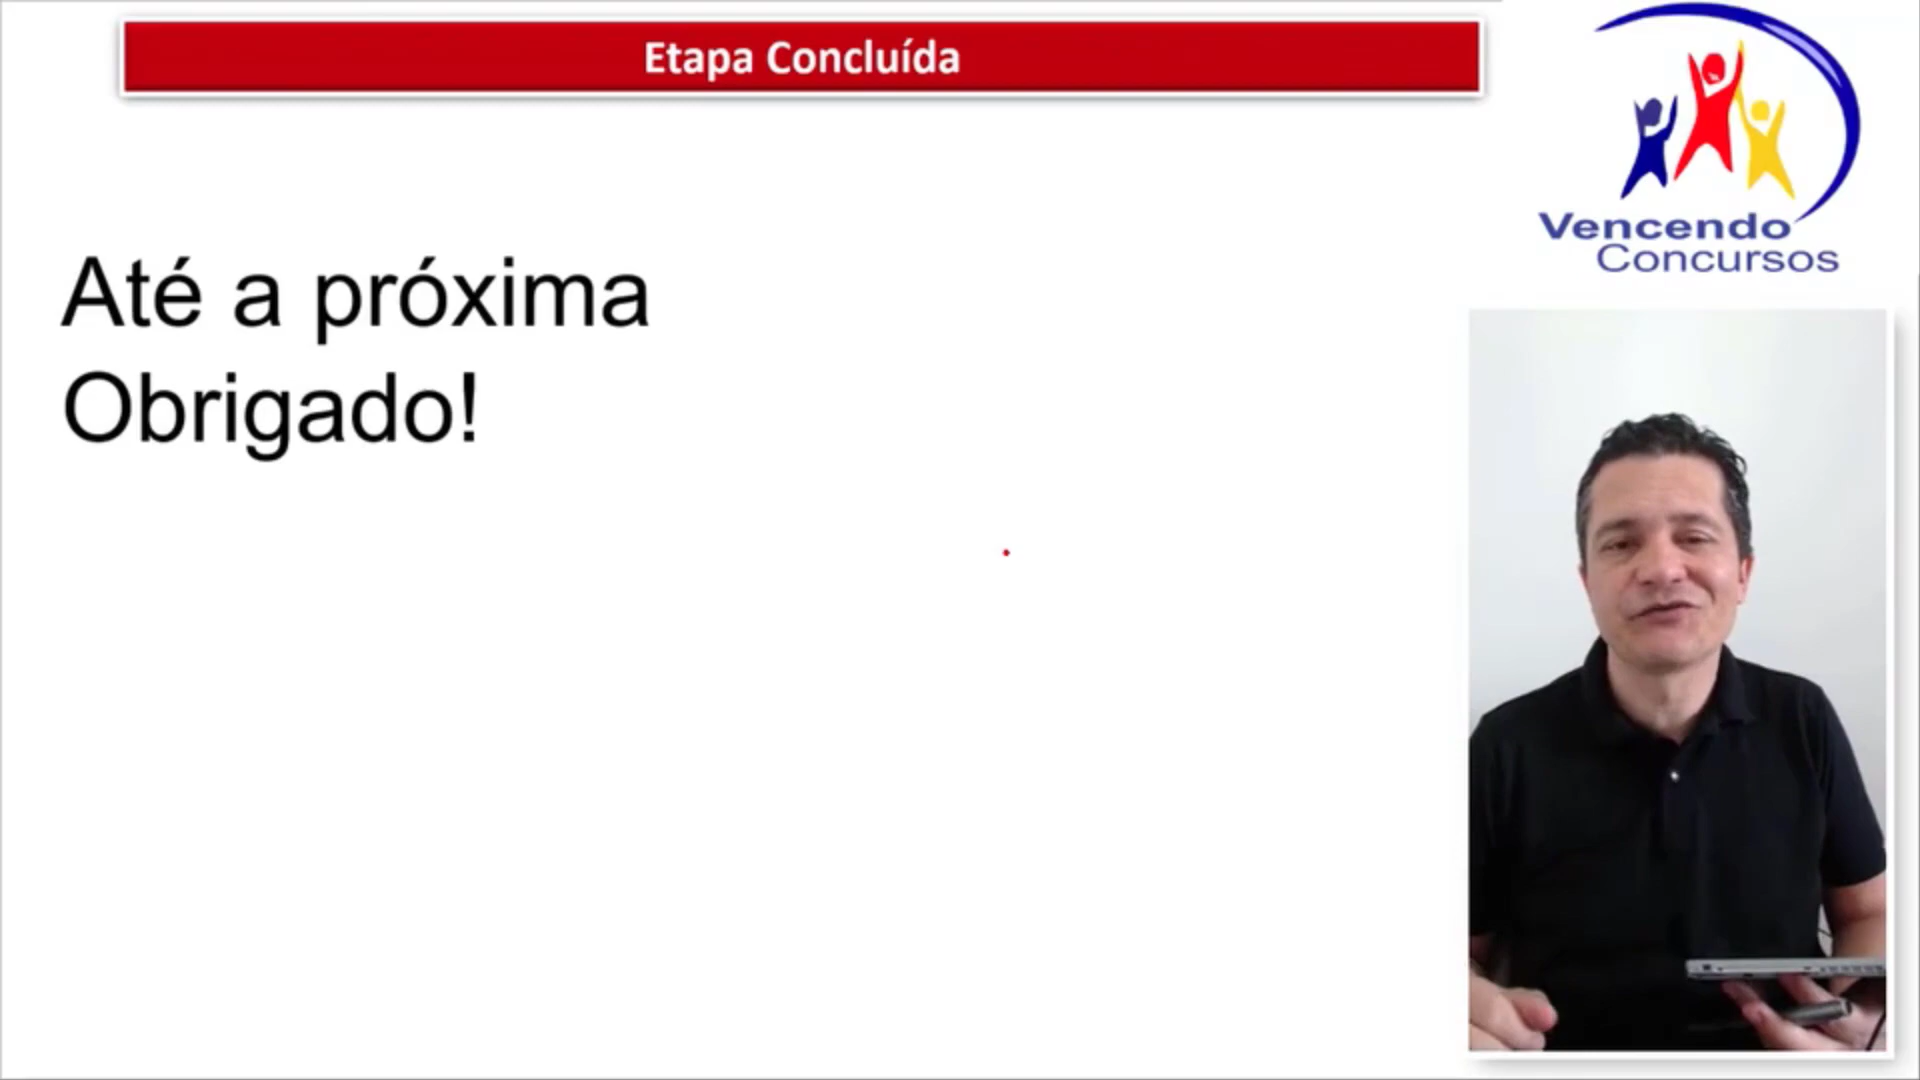 Etapa Concluída
Vencendo
Concursos
Até a próxima
Obrigado!